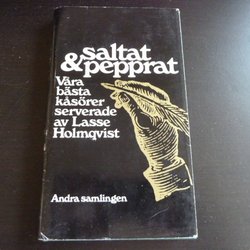 saltat
&pepprat
Våra
bästa
kåsörer
serverade
av Lasse
Holmqvist
Andra samlingen